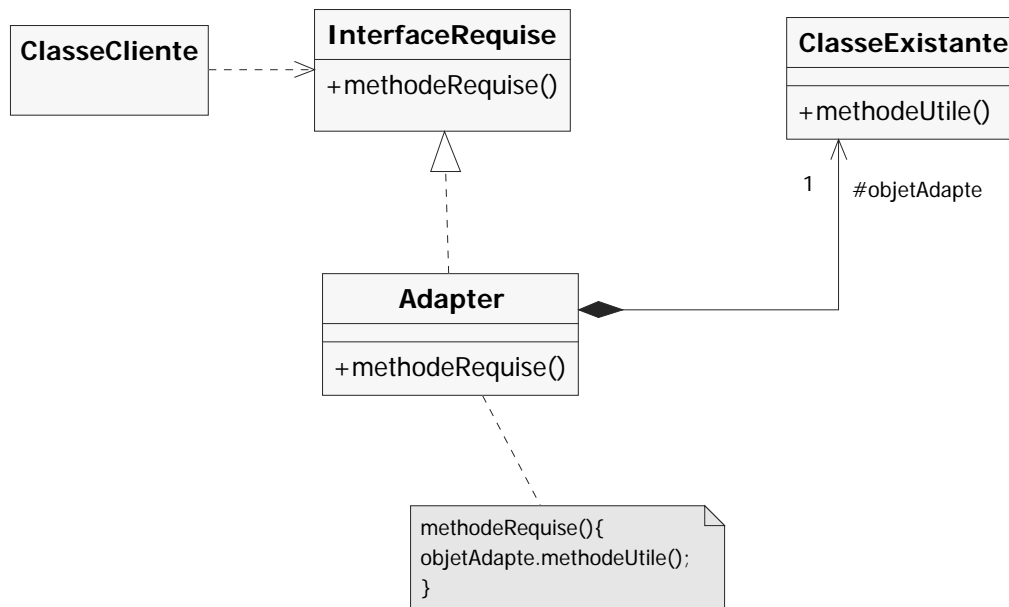 ClasseCliente
InterfaceRequise
+methodeRequise()
ClasseExistante
+methodeUtile()
1
#objetAdapte
Adapter
+methodeRequise()
methodeRequise(){
objetAdapte.methodeUtile();
}